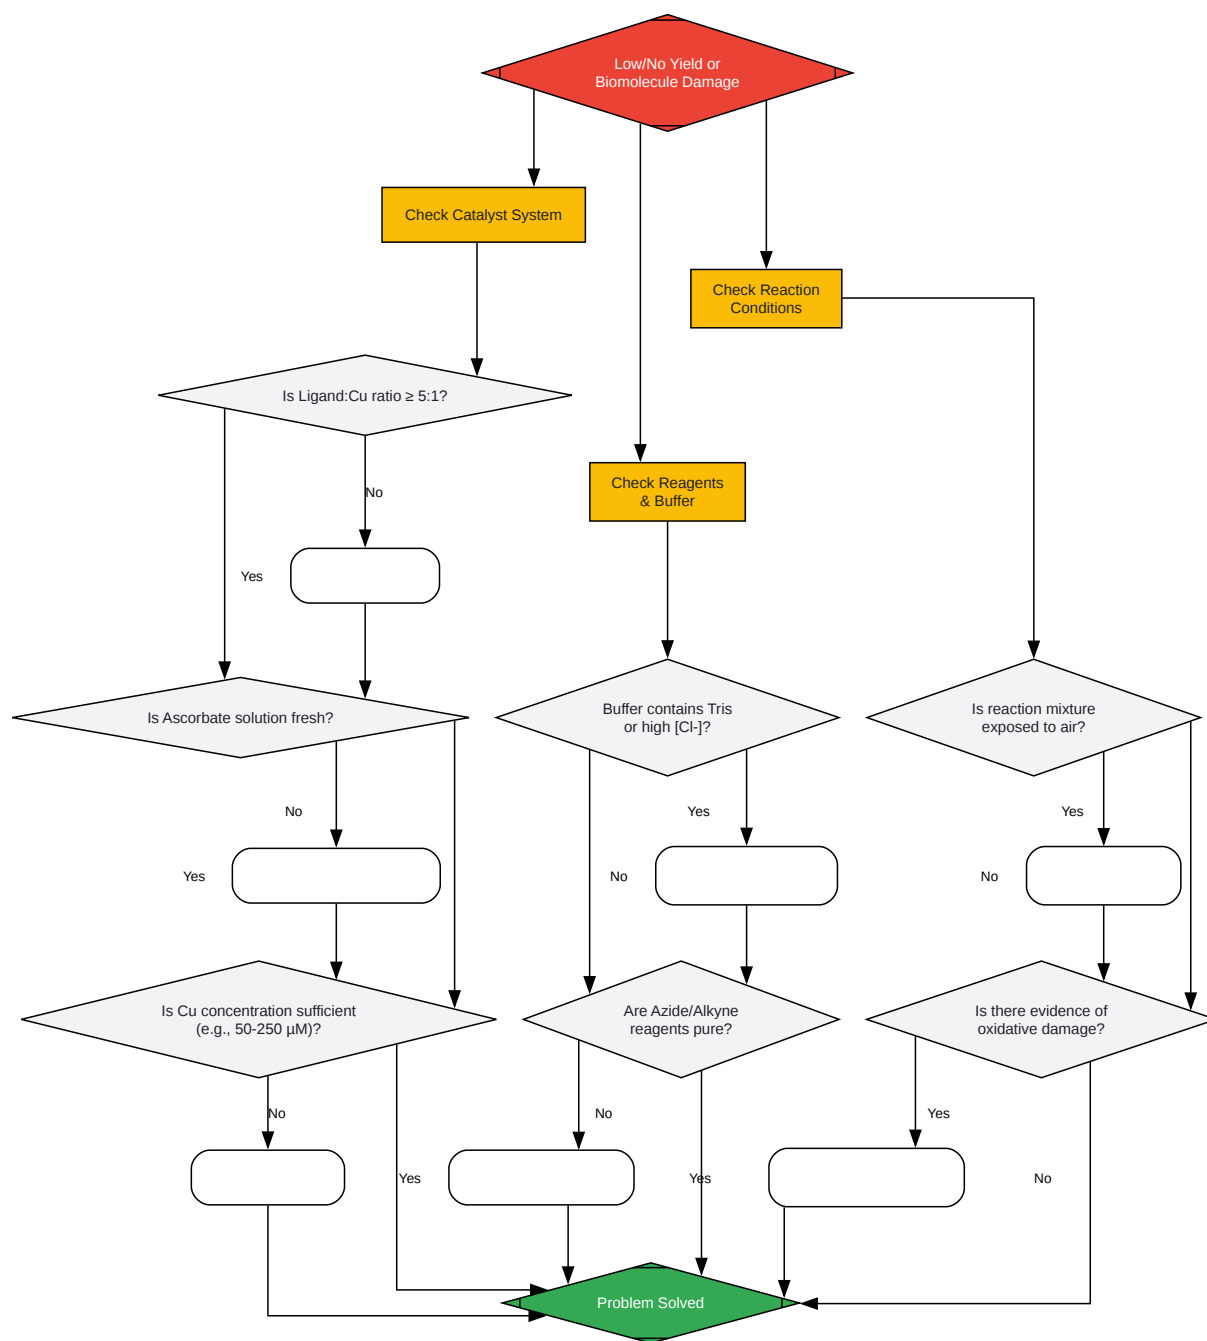 Low/No Yield or
Biomolecule Damage
Check Catalyst System
Check Reaction
Conditions
Is Ligand:Cu ratio ≥ 5:1?
Check Reagents
& Buffer
No
Yes
Is Ascorbate solution fresh?
Buffer contains Tris
or high [Cl-]?
Is reaction mixture
exposed to air?
No
Yes
Yes
Yes
No
No
Is Cu concentration sufficient
(e.g., 50-250 µM)?
Are Azide/Alkyne
reagents pure?
Is there evidence of
oxidative damage?
No
No
Yes
Yes
Yes
No
Problem Solved